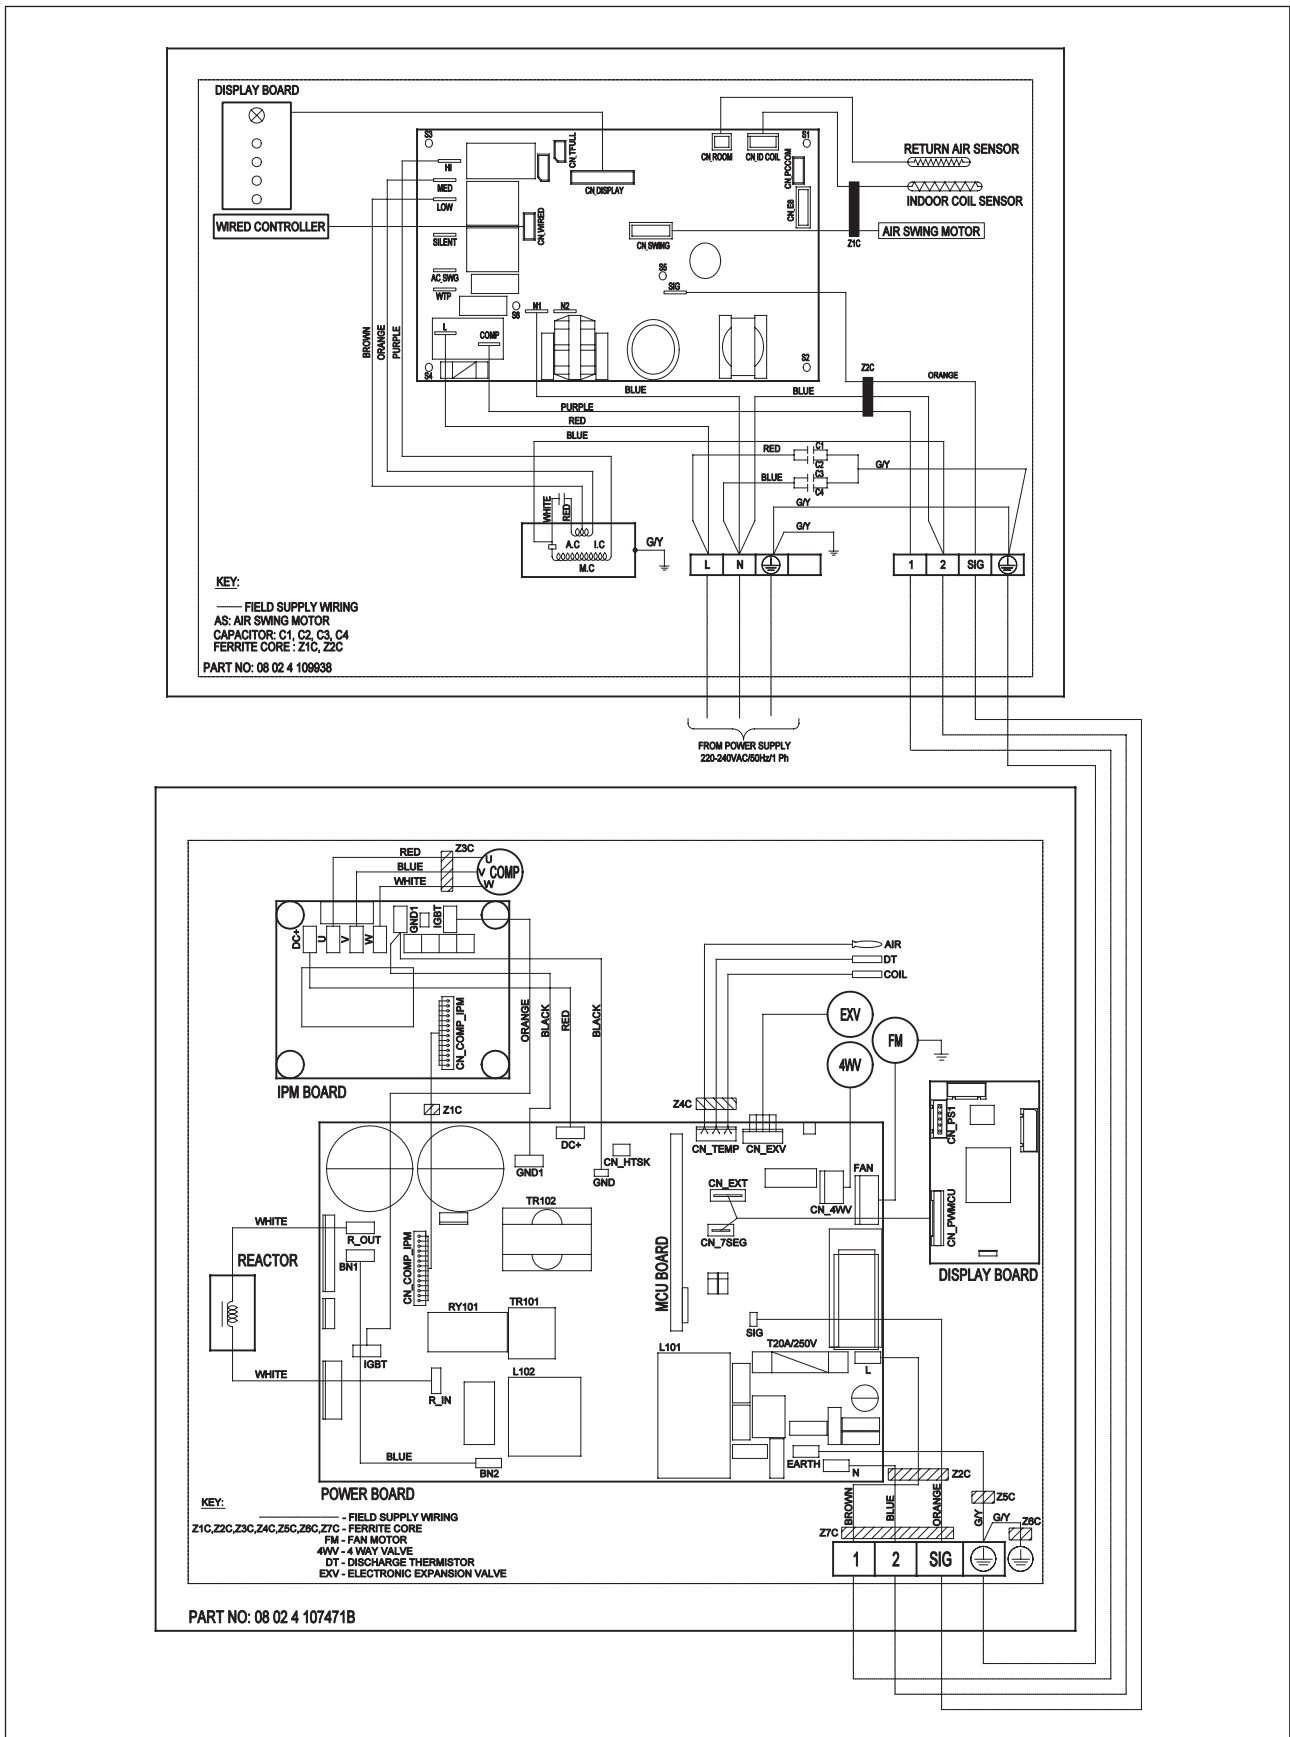 DISPLAY BOARD
WIRED CONTROLLER
S3
HI
MED
LOW
SILENT
AC_SWG
WTP
L
COMP
S4
S6
N1
N2
CN_TFULL
CN_DISPLAY
CN_WIRED
CN_ROOM
CN_ID COIL
CN_PCCOM
CN_SWING
S5
SIG
S2
RETURN AIR SENSOR
INDOOR COIL SENSOR
AIR SWING MOTOR
Z1C
BROWN
ORANGE
PURPLE
BLUE
PURPLE
RED
BLUE
Z2C
BLUE
ORANGE
RED
C2
BLUE
C3
C4
G/Y
G/Y
G/Y
WHITE
RED
A.C
I.C
M.C
G/Y
L
N
1
2
SIG
KEY:
FIELD SUPPLY WIRING
AS: AIR SWING MOTOR
CAPACITOR: C1, C2, C3, C4
FERRITE CORE : Z1C, Z2C
PART NO: 08 02 4 109938
FROM POWER SUPPLY
220-240VAC/50Hz/1 Ph
RED
BLUE
WHITE
Z3C
U
V
W
COMP
DC+
U
V
W
GND1
IGBT
CN_COMP_IPM
IPM BOARD
ORANGE
BLACK
RED
BLACK
Z1C
AIR
DT
COIL
EXV
4WV
FM
Z4C
CN_TEMP
CN_EXV
CN_PS1
CN_PWMCU
DISPLAY BOARD
DC+
GND1
CN_HTSK
GND
FAN
CN_EXT
CN_4WV
CN_7SEG
TR102
WHITE
R_OUT
REACTOR
BN1
CN_COMP_IPM
MCU BOARD
RY101
TR101
SIG
IGBT
L101
T20A/250V
L
WHITE
R_IN
L102
BLUE
BN2
EARTH
N
Z2C
POWER BOARD
BROWN
BLUE
ORANGE
Z5C
G/Y
G/Y
Z6C
Z7C
1
2
SIG
KEY:
- FIELD SUPPLY WIRING
Z1C,Z2C,Z3C,Z4C,Z5C,Z6C,Z7C - FERRITE CORE
FM - FAN MOTOR
4WV - 4 WAY VALVE
DT - DISCHARGE THERMISTOR
EXV - ELECTRONIC EXPANSION VALVE
PART NO: 08 02 4 107471B